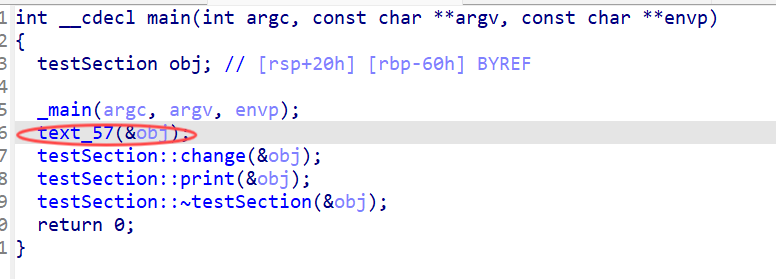 1 int __cdecl main(int argc, const char **argv, const char **envp)
2 {
3 testSection obj; // [rsp+20h] [rbp-60h] BYREF
4
5 _main(argc, argv, envp);
6 text_57(&obj);
7 testSection::change(&obj);
8 testSection::print(&obj);
9 testSection::~testSection(&obj);
0 return 0;
1 }